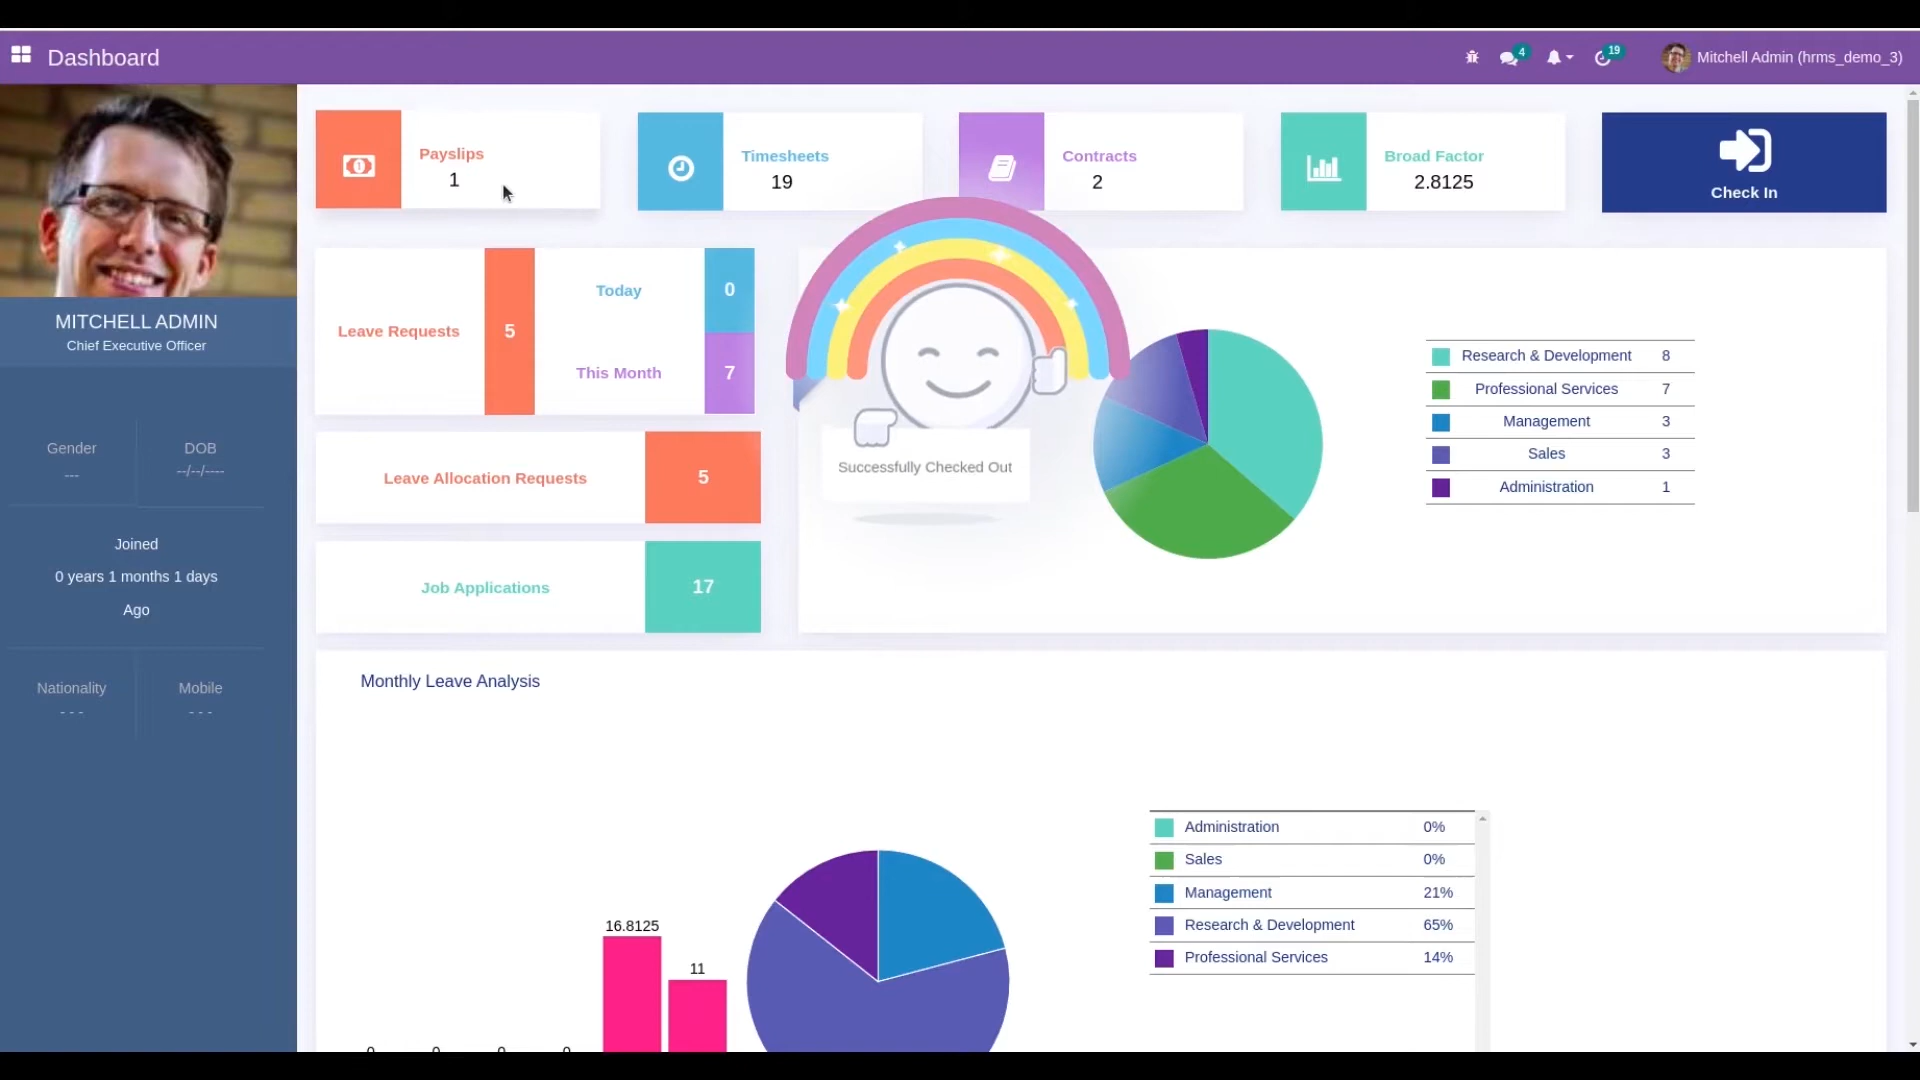 Dashboard
4
19
Mitchell Admin (hrms_demo_3)
MITCHELL ADMIN
Chief Executive Officer
Gender
---
DOB
--/--/----
Joined
0 years 1 months 1 days
Ago
Nationality
- - -
Mobile
- - -
Payslips
1
Timesheets
19
Contracts
2
Broad Factor
2.8125
Check In
Leave Requests
5
Today
0
This Month
7
Leave Allocation Requests
5
Job Applications
17
Successfully Checked Out
Research & Development 8
Professional Services 7
Management 3
Sales 3
Administration 1
Monthly Leave Analysis
16.8125
11
0 0 0 0
Administration 0%
Sales 0%
Management 21%
Research & Development 65%
Professional Services 14%